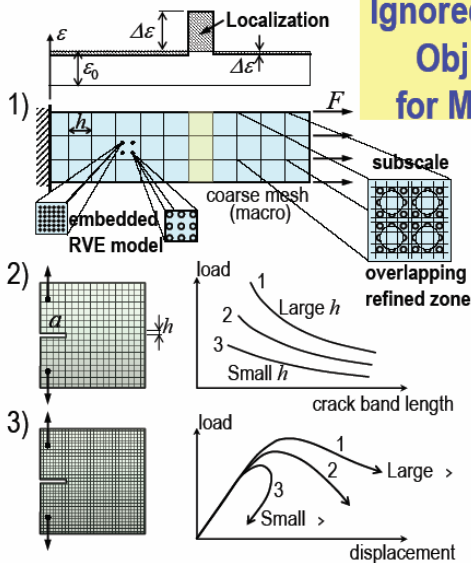 Ignored
Obj
for M
Localization
ε
Δε
ε₀
Δε
1)
h
F
subscale
coarse mesh
(macro)
embedded
RVE model
overlapping
refined zone
2)
a
h
load
1
2
3
Large h
Small h
crack band length
3)
load
1
2
3
Large >
Small >
displacement